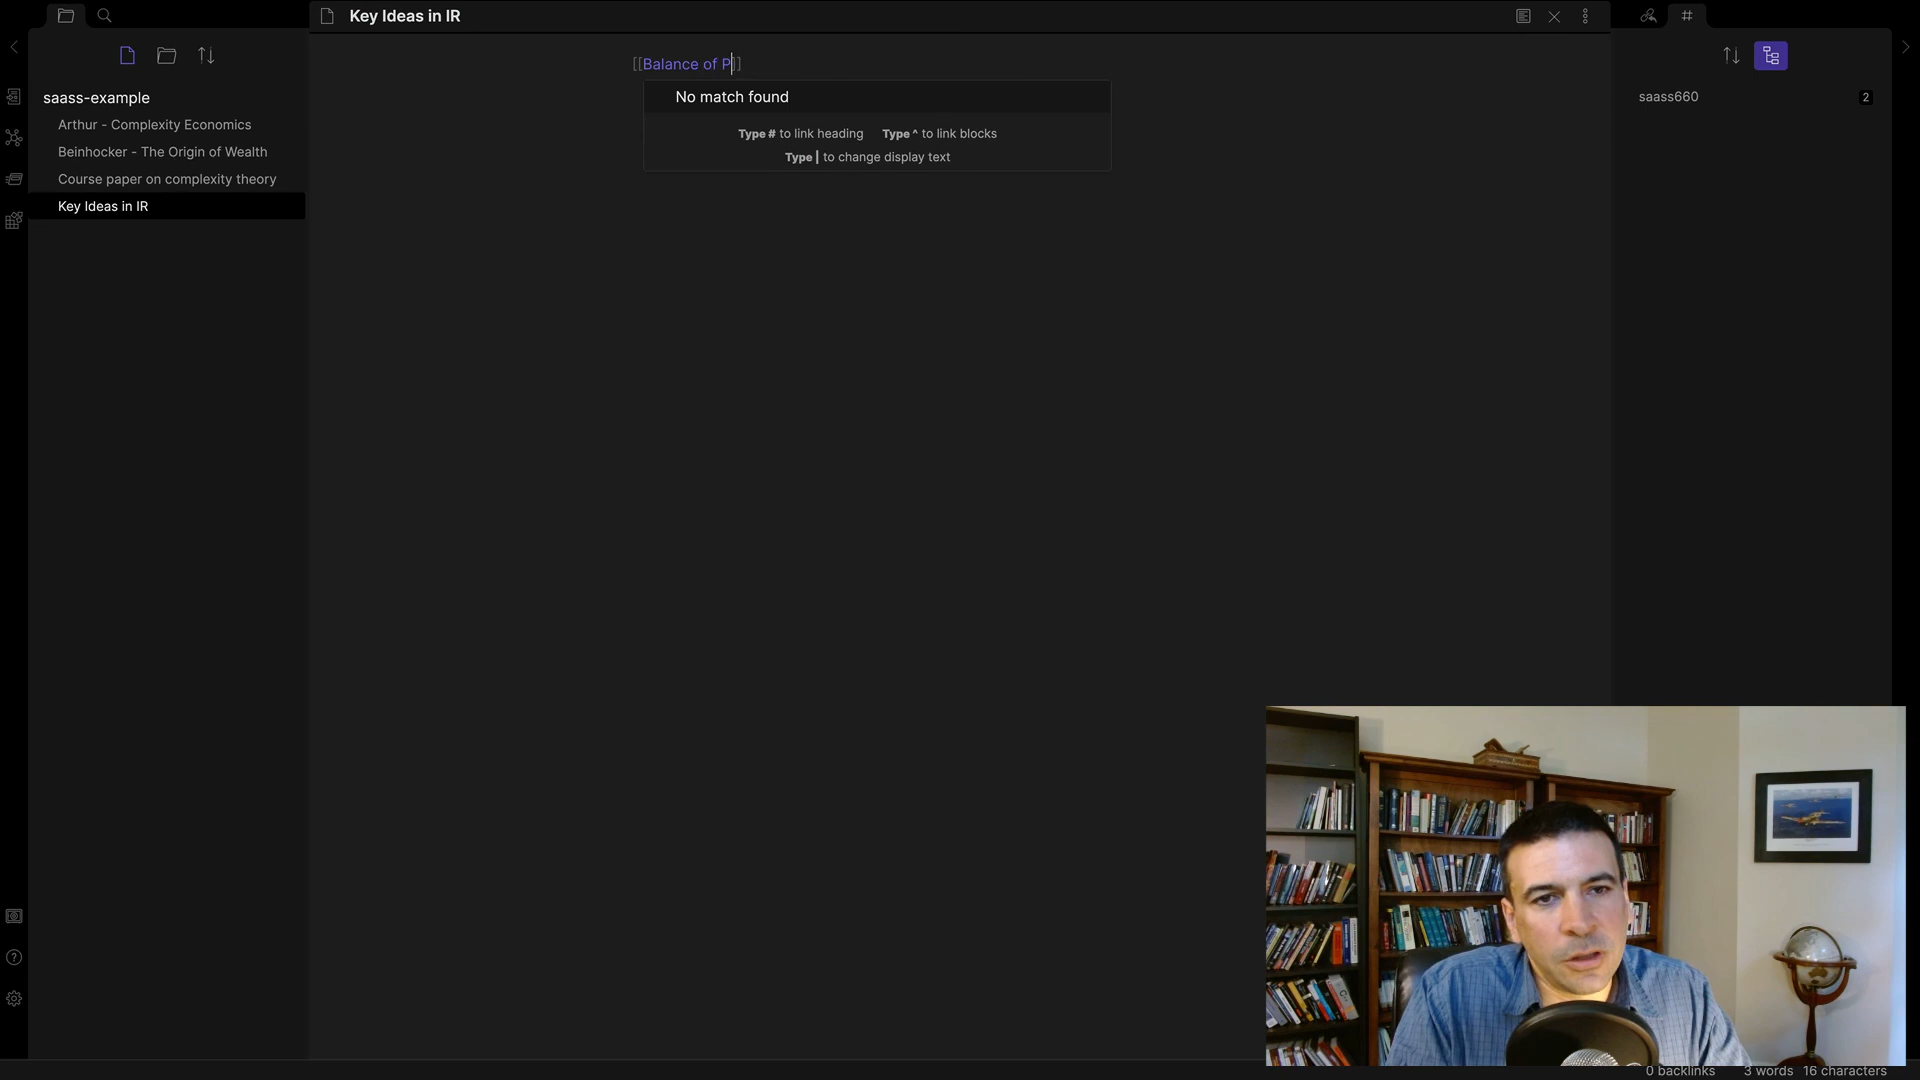 Key Ideas in IR
saass-example
Arthur - Complexity Economics
Beinhocker - The Origin of Wealth
Course paper on complexity theory
Key Ideas in IR
[[Balance of P]]
No match found
Type # to link heading Type ^ to link blocks
Type | to change display text
saass660 2
0 backlinks 3 words 16 characters